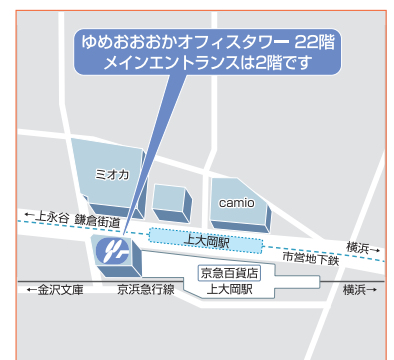 ゆめおおおかオフィスタワー 22階
メインエントランスは2階です
ミオカ
camio
←上永谷 鎌倉街道
上大岡駅
横浜→
市営地下鉄
京急百貨店
←金沢文庫 京浜急行線 上大岡駅 横浜→